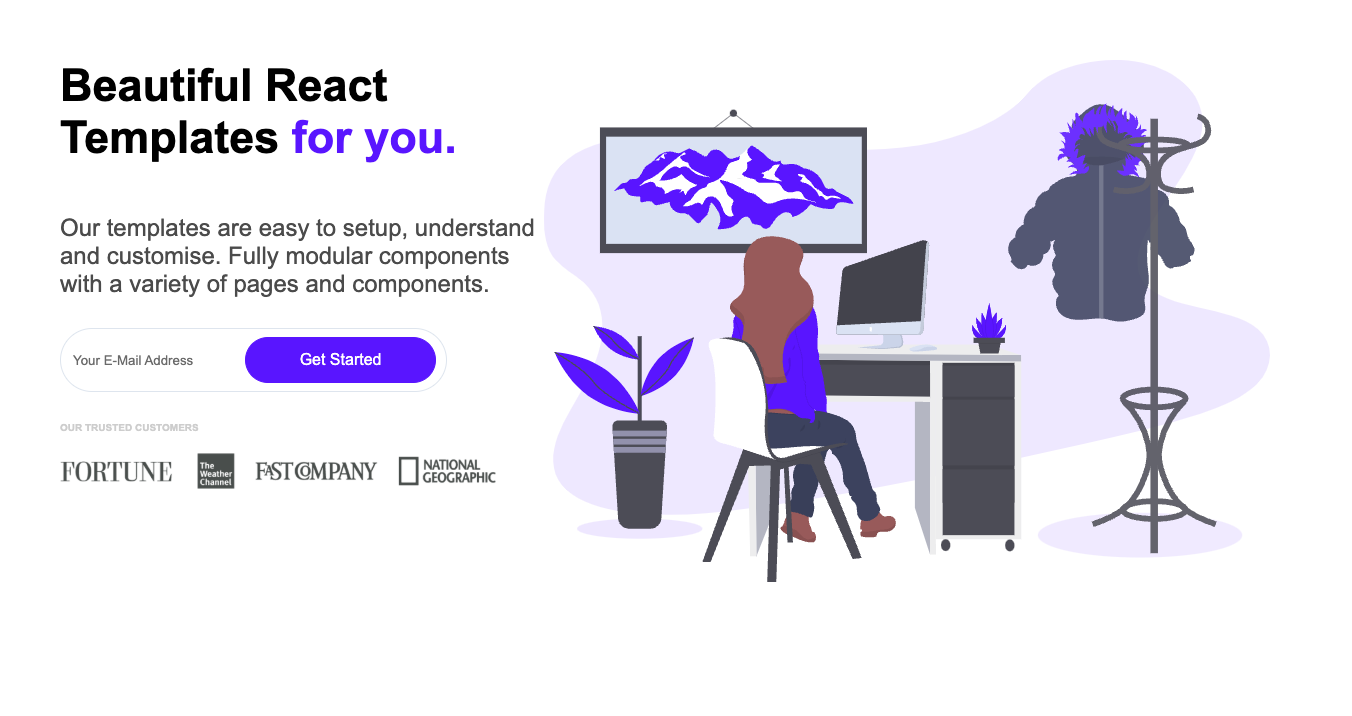 Beautiful React
Templates for you.
Our templates are easy to setup, understand
and customise. Fully modular components
with a variety of pages and components.
Your E-Mail Address
Get Started
OUR TRUSTED CUSTOMERS
FORTUNE
The
Weather
Channel
FAST COMPANY
NATIONAL
GEOGRAPHIC